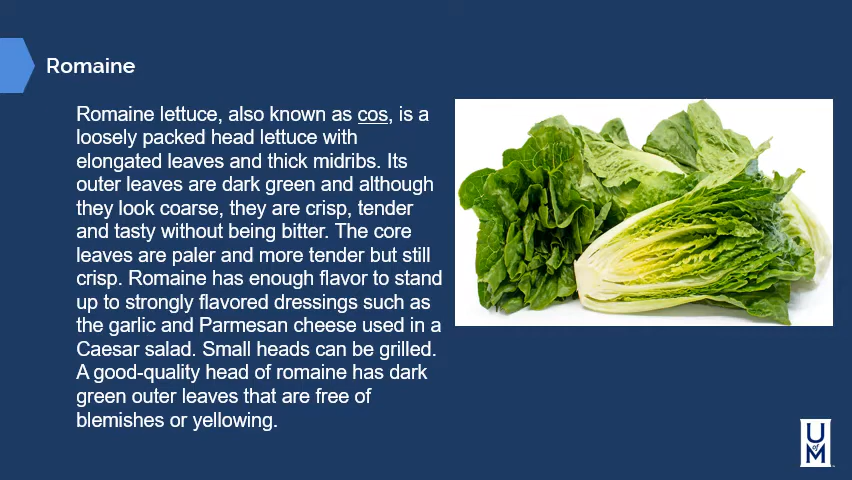 Romaine
Romaine lettuce, also known as cos, is a
loosely packed head lettuce with
elongated leaves and thick midribs. Its
outer leaves are dark green and although
they look coarse, they are crisp, tender
and tasty without being bitter. The core
leaves are paler and more tender but still
crisp. Romaine has enough flavor to stand
up to strongly flavored dressings such as
the garlic and Parmesan cheese used in a
Caesar salad. Small heads can be grilled.
A good-quality head of romaine has dark
green outer leaves that are free of
blemishes or yellowing.
U
of
M